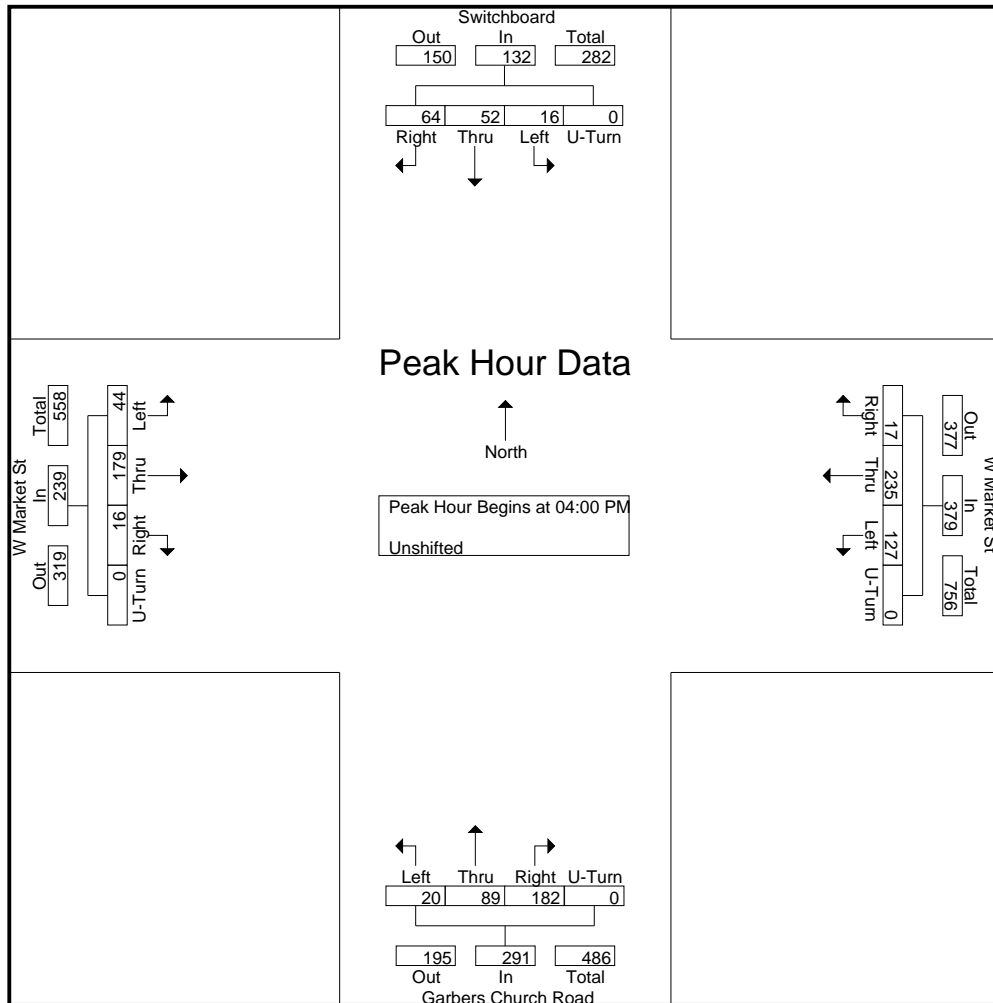 Switchboard
Out In Total
150 132 282
64 52 16 0
Right Thru Left U-Turn
Peak Hour Data
North
Peak Hour Begins at 04:00 PM
Unshifted
W Market St
Total In Out
558 239 319
44 179 16 0
Left Thru Right U-Turn
W Market St
Out In Total
377 379 756
17 235 127 0
Right Thru Left U-Turn
Left Thru Right U-Turn
20 89 182 0
195 291 486
Out In Total
Garbers Church Road